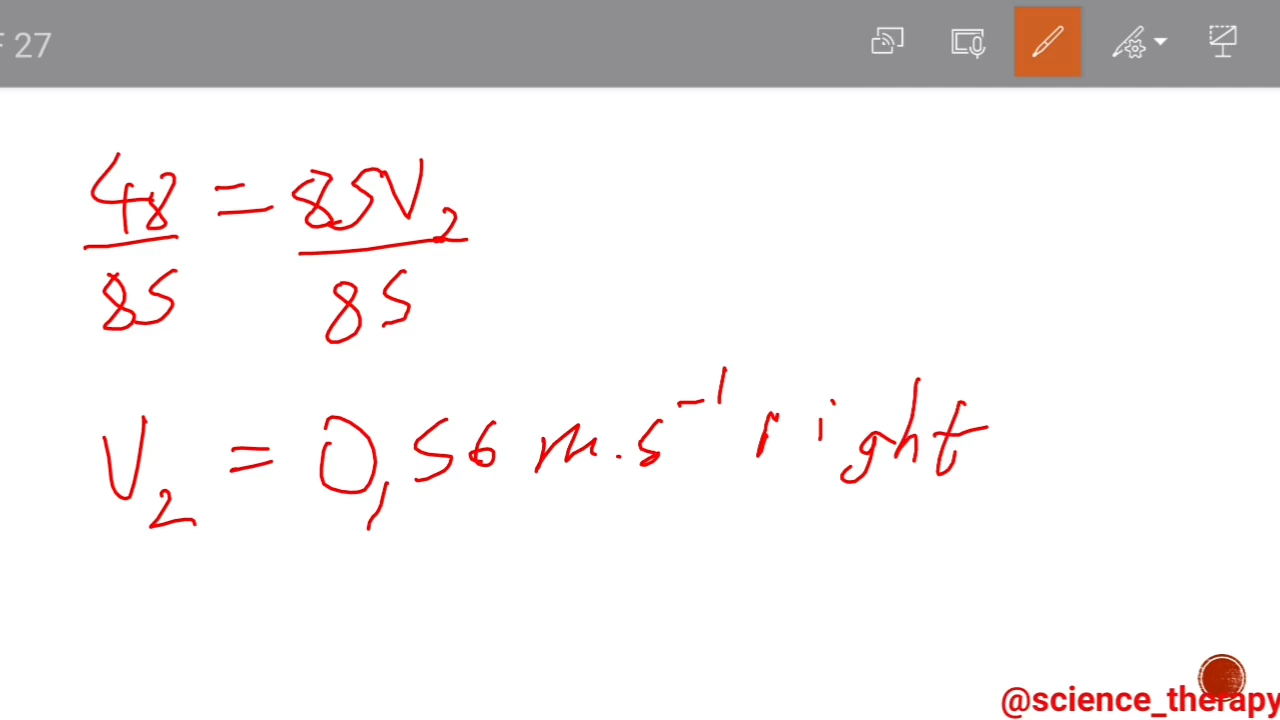 F 27
48 = 85V₂
85 85
V₂ = 0,56 m.s⁻¹ right
@science_therapy